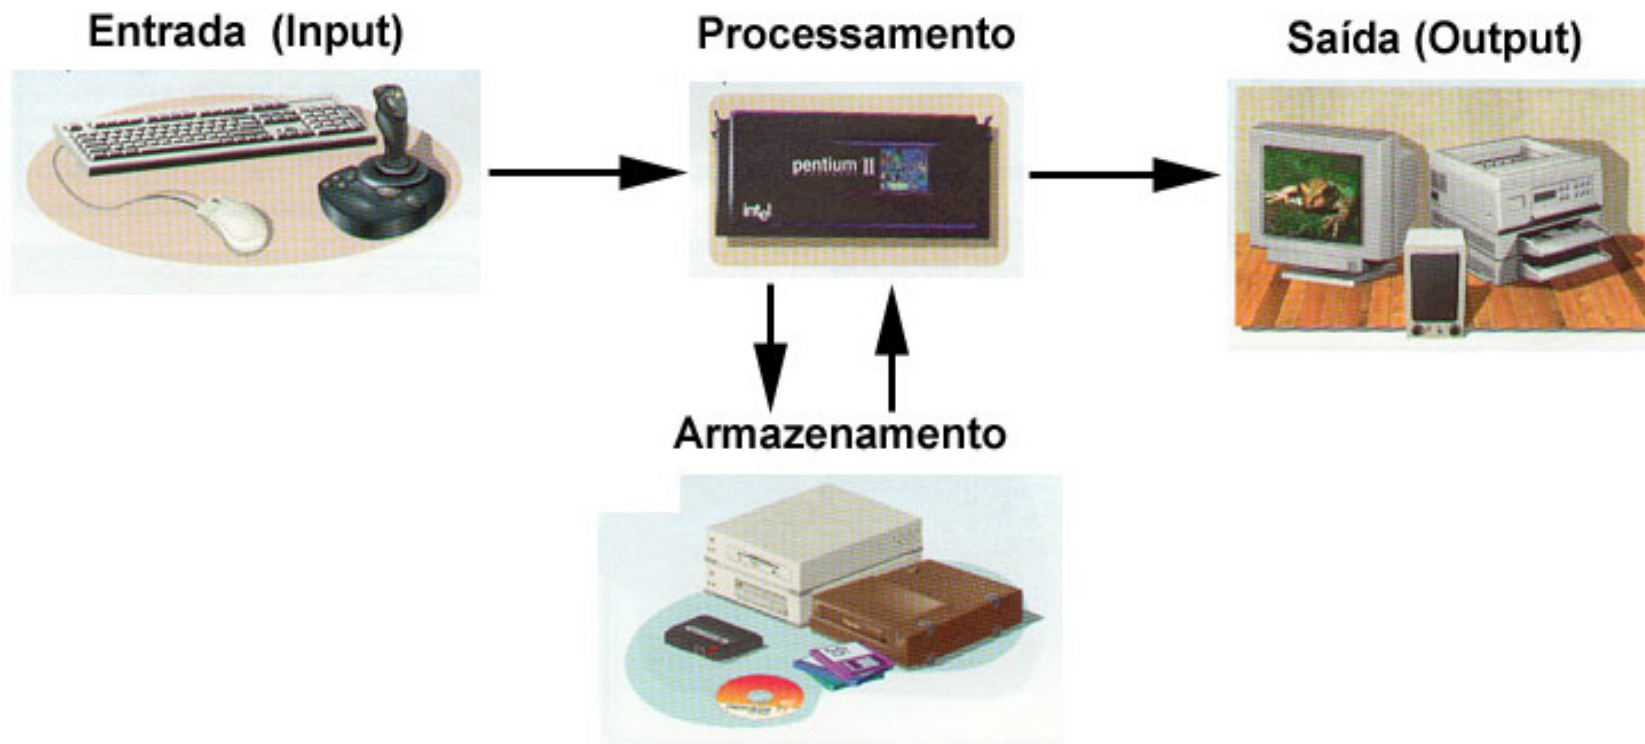 Entrada (Input)
Processamento
Saída (Output)
pentium II
intel
Armazenamento